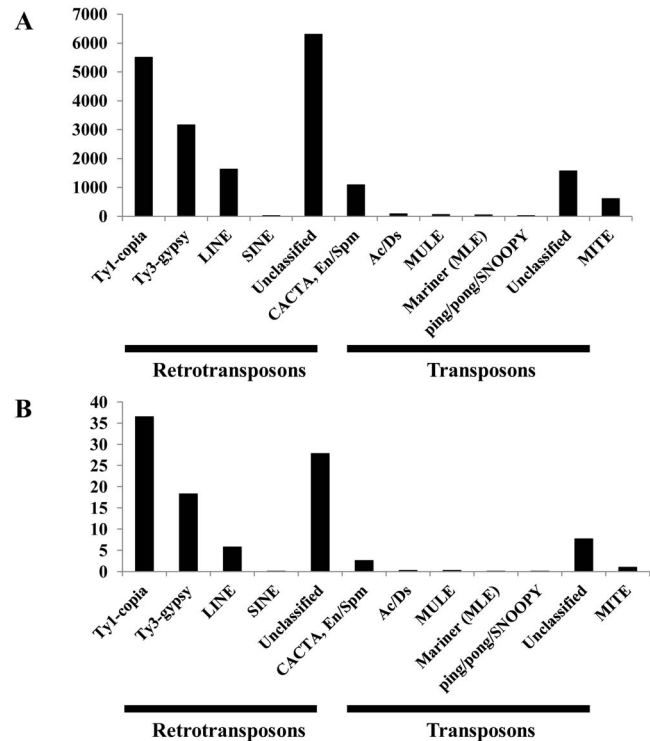 A
7000
6000
5000
4000
3000
2000
1000
0
Ty1-copia
Ty3-gypsy
LINE
SINE
Unclassified
CACTA, En/Spm
Ac/Ds
MULE
Mariner (MLE)
ping/pong/SNOOPY
Unclassified
MITE
Retrotransposons
Transposons
B
40
35
30
25
20
15
10
5
0
Ty1-copia
Ty3-gypsy
LINE
SINE
Unclassified
CACTA, En/Spm
Ac/Ds
MULE
Mariner (MLE)
ping/pong/SNOOPY
Unclassified
MITE
Retrotransposons
Transposons